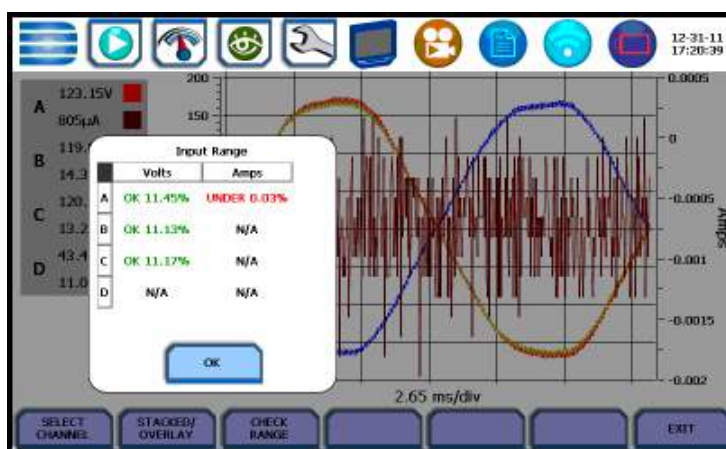 12-31-11
17:20:39
A 123.15V
805µA
B 119.
14.3
C 120.
13.2
D 43.4
11.0
200
150
0.0005
0
-0.0005
-0.001
-0.0015
-0.002
Amps
2.65 ms/div
Input Range
Volts Amps
A OK 11.45% UNDER 0.03%
B OK 11.13% N/A
C OK 11.17% N/A
D N/A N/A
OK
SELECT CHANNEL
STACKED/ OVERLAY
CHECK RANGE
EXIT